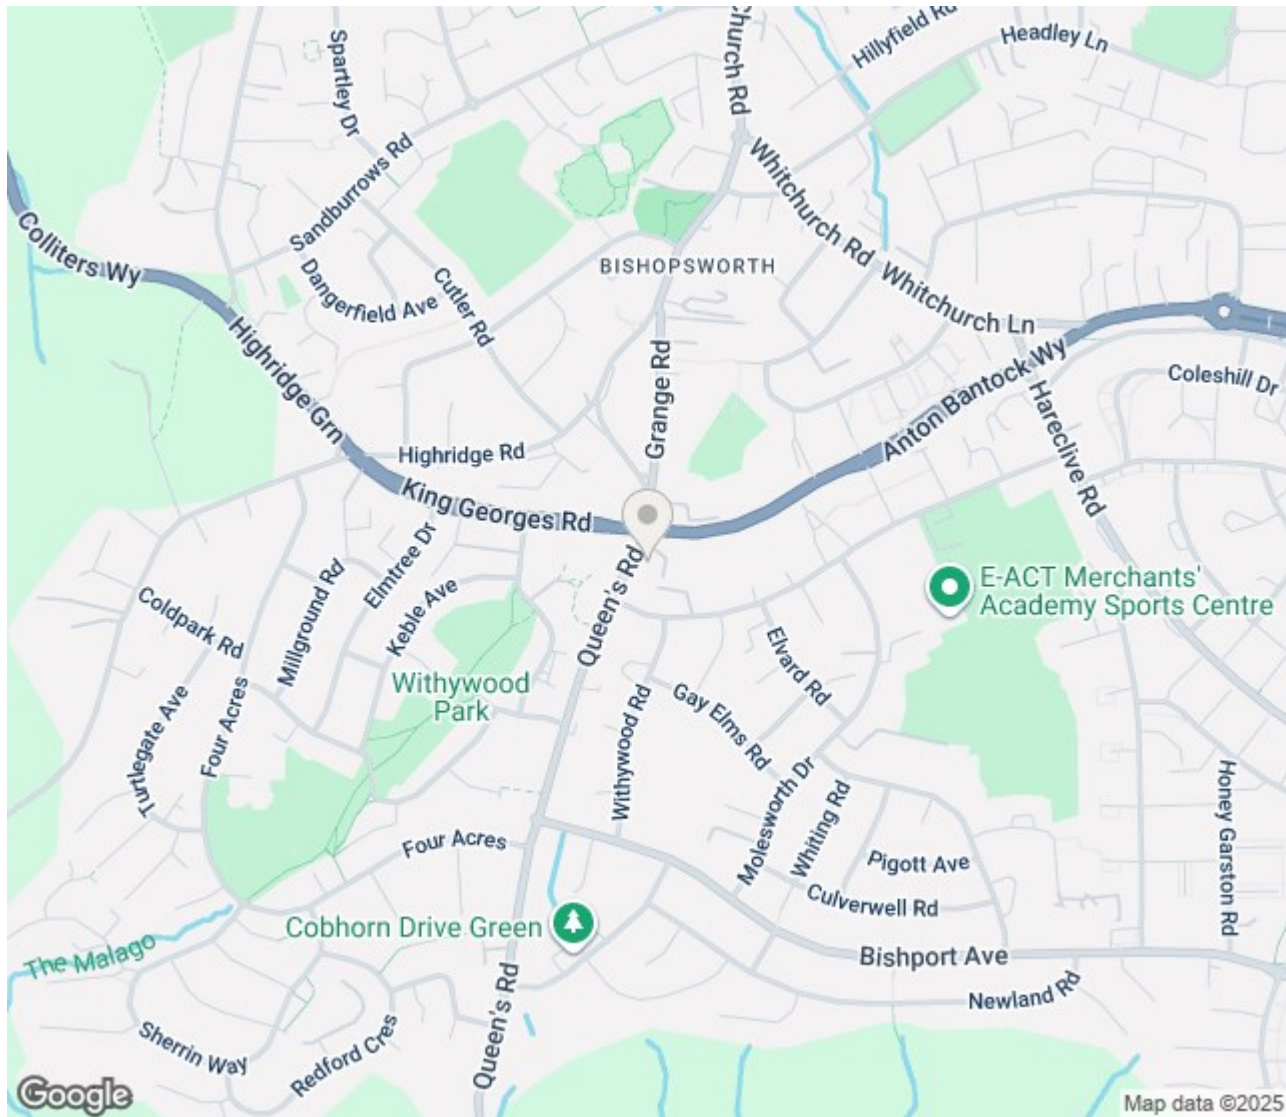 Church Rd
Hillyfield Rd
Headley Ln
Spartley Dr
Sandburrows Rd
Whitchurch Rd
Colliters Wy
BISHOPSWORTH
Dangerfield Ave
Cutler Rd
Whitchurch Ln
Highridge Grn
Grange Rd
Anton Bantock Wy
Coleshill Dr
Hareclive Rd
Highridge Rd
King Georges Rd
Elmtree Dr
Millground Rd
Keble Ave
Queen's Rd
E-ACT Merchants'
Academy Sports Centre
Coldpark Rd
Elvard Rd
Withywood
Park
Turtlegate Ave
Four Acres
Withywood Rd
Gay Elms Rd
Molesworth Dr
Whiting Rd
Honey Garston Rd
Four Acres
Pigott Ave
Culverwell Rd
Cobhorn Drive Green
The Malago
Bishport Ave
Queen's Rd
Newland Rd
Sherrin Way
Redford Cres
Google
Map data ©2025